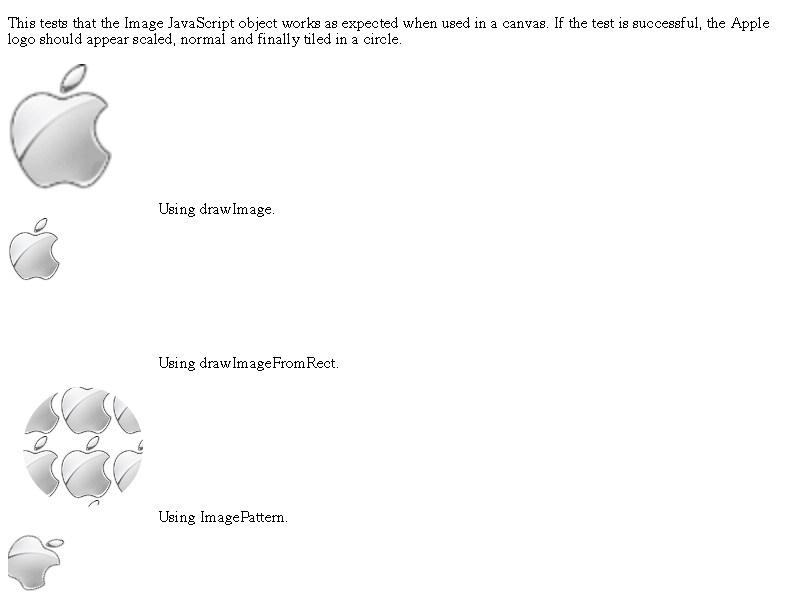 This tests that the Image JavaScript object works as expected when used in a canvas. If the test is successful, the Apple
logo should appear scaled, normal and finally tiled in a circle.
Using drawImage.
Using drawImageFromRect.
Using ImagePattern.